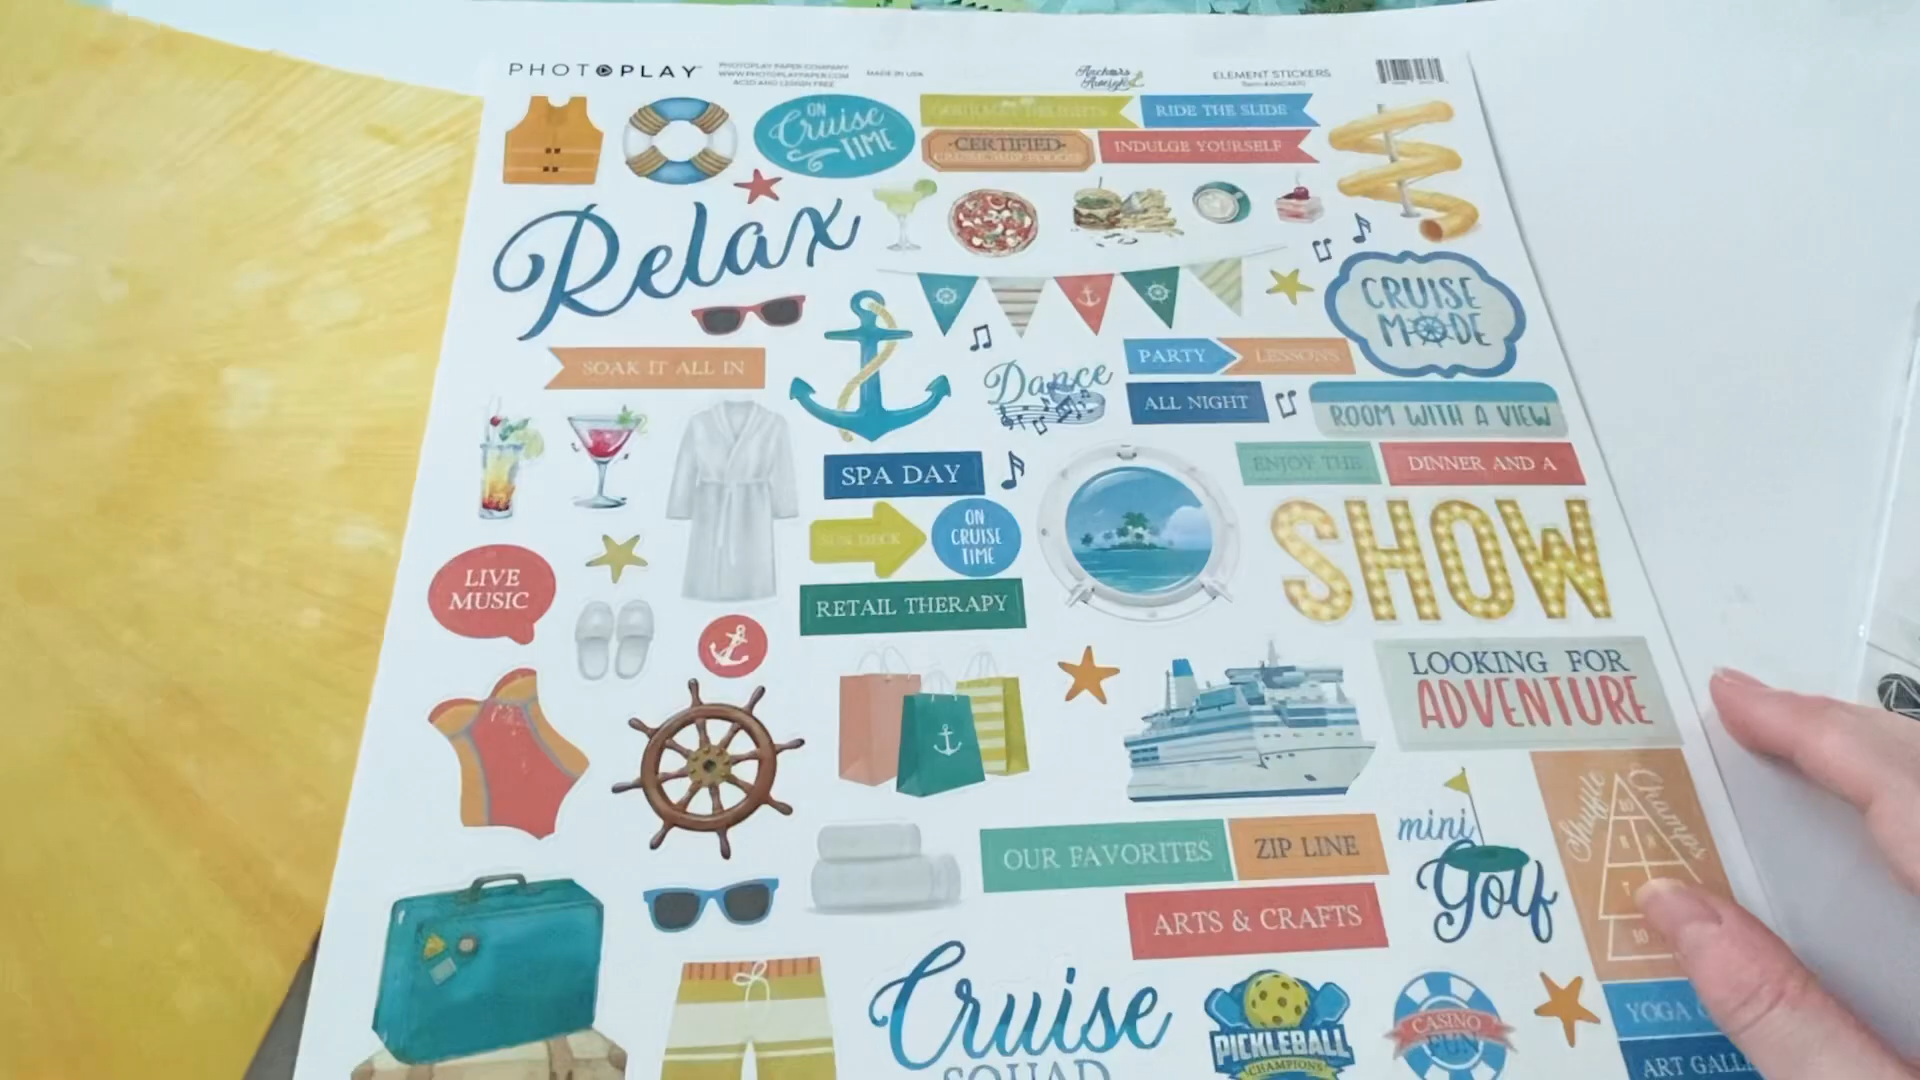 PHOTOPLAY
PHOTOPLAY PAPER COMPANY
WWW.PHOTOPLAYPAPER.COM
ACID AND LIGNIN FREE
MADE IN USA
Anchors Aweigh
ELEMENT STICKERS
ON Cruise TIME
RIDE THE SLIDE
CERTIFIED
INDULGE YOURSELF
Relax
CRUISE MODE
SOAK IT ALL IN
Dance
PARTY
LESSONS
ALL NIGHT
ROOM WITH A VIEW
SPA DAY
ENJOY THE
DINNER AND A
SHOW
SUN DECK
ON CRUISE TIME
LIVE MUSIC
RETAIL THERAPY
LOOKING FOR
ADVENTURE
OUR FAVORITES
ZIP LINE
mini Golf
Shuffle Champs
10
ARTS & CRAFTS
Cruise
SQUAD
PICKLEBALL
CHAMPIONS
CASINO
FUN
YOGA
ART